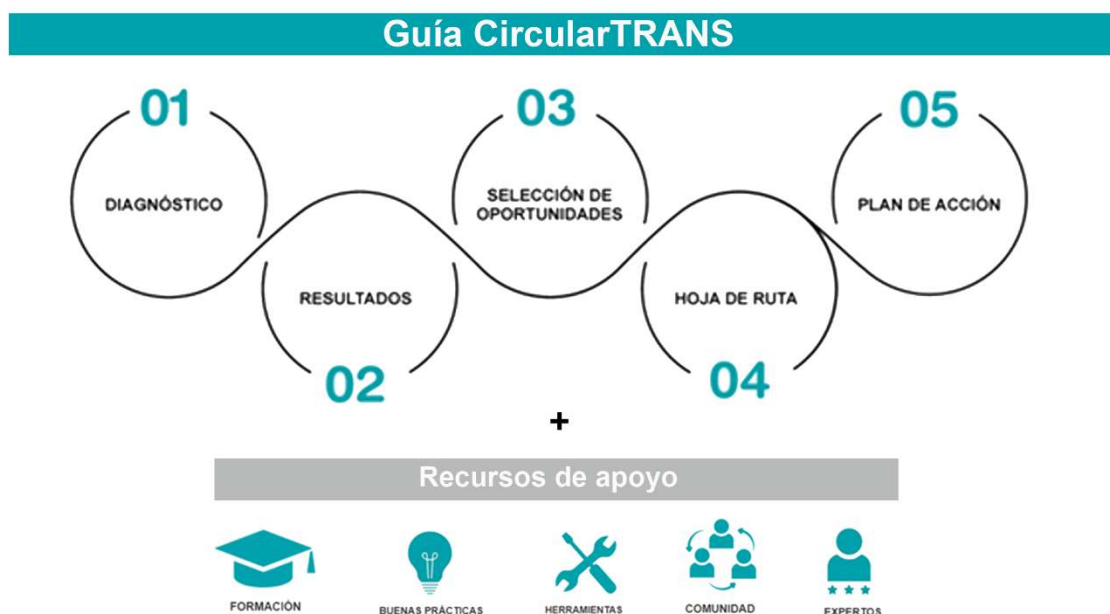 Guía CircularTRANS
01
DIAGNÓSTICO
02
RESULTADOS
03
SELECCIÓN DE
OPORTUNIDADES
04
HOJA DE RUTA
05
PLAN DE ACCIÓN
+
Recursos de apoyo
FORMACIÓN
BUENAS PRÁCTICAS
HERRAMIENTAS
COMUNIDAD
EXPERTOS